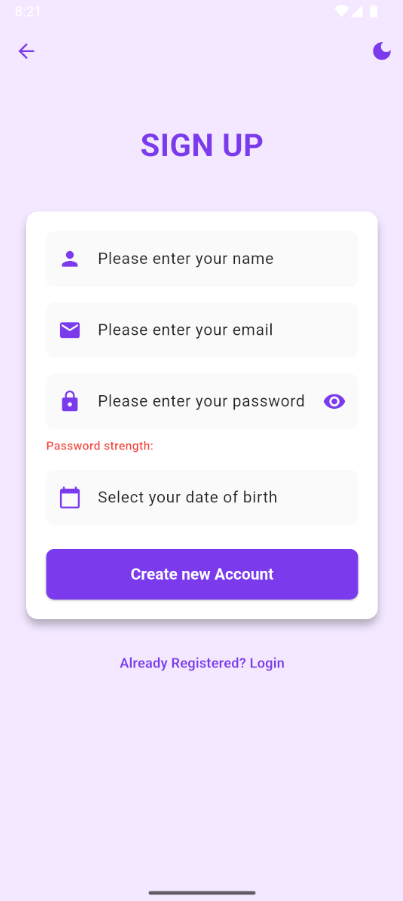 8:21
SIGN UP
Please enter your name
Please enter your email
Please enter your password
Password strength:
Select your date of birth
Create new Account
Already Registered? Login